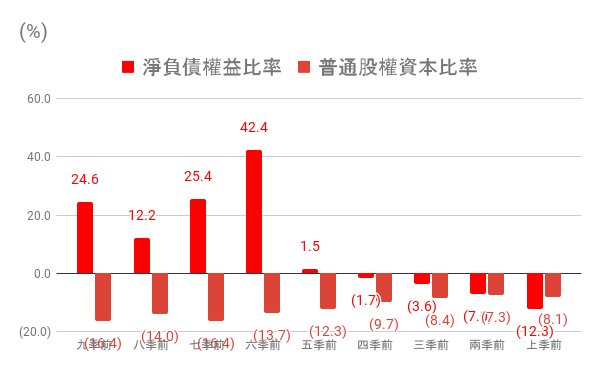 (%)
淨負債權益比率 普通股權資本比率
60.0
40.0
20.0
0.0
(20.0)
24.6 12.2 25.4 42.4 1.5 (1.7) (3.6) (12.3)
(16.4) (14.0) (16.4) (13.7) (12.3) (9.7) (8.4) (7.3) (8.1)
九季前 八季前 七季前 六季前 五季前 四季前 三季前 兩季前 上季前